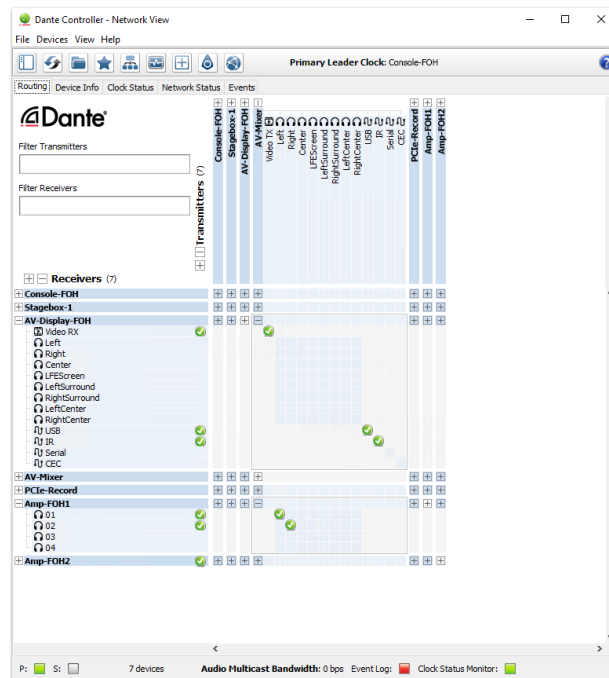 Dante Controller - Network View
File Devices View Help
Primary Leader Clock: Console-FOH
?
Routing Device Info Clock Status Network Status Events
Dante®
Filter Transmitters
Filter Receivers
Transmitters (7)
Console-FOH
Stagebox-1
AV-Display-FOH
AV-Mixer
Video TX
Left
Right
Center
LFEScreen
LeftSurround
RightSurround
LeftCenter
RightCenter
USB
IR
Serial
CEC
PCIe-Record
Amp-FOH1
Amp-FOH2
Receivers (7)
Console-FOH
Stagebox-1
AV-Display-FOH
Video RX
Left
Right
Center
LFEScreen
LeftSurround
RightSurround
LeftCenter
RightCenter
USB
IR
Serial
CEC
AV-Mixer
PCIe-Record
Amp-FOH1
01
02
03
04
Amp-FOH2
P: S: 7 devices Audio Multicast Bandwidth: 0 bps Event Log: Clock Status Monitor: